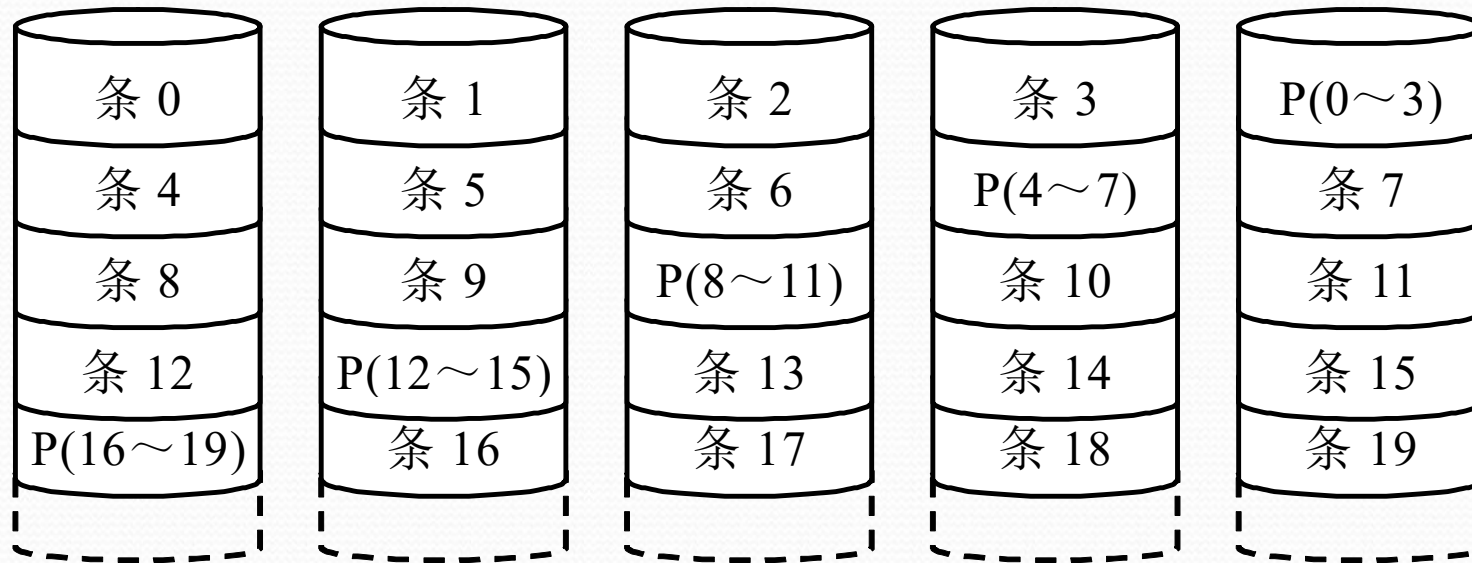 条 0 条 1 条 2 条 3 P(0～3)
条 4 条 5 条 6 P(4～7) 条 7
条 8 条 9 P(8～11) 条 10 条 11
条 12 P(12～15) 条 13 条 14 条 15
P(16～19) 条 16 条 17 条 18 条 19